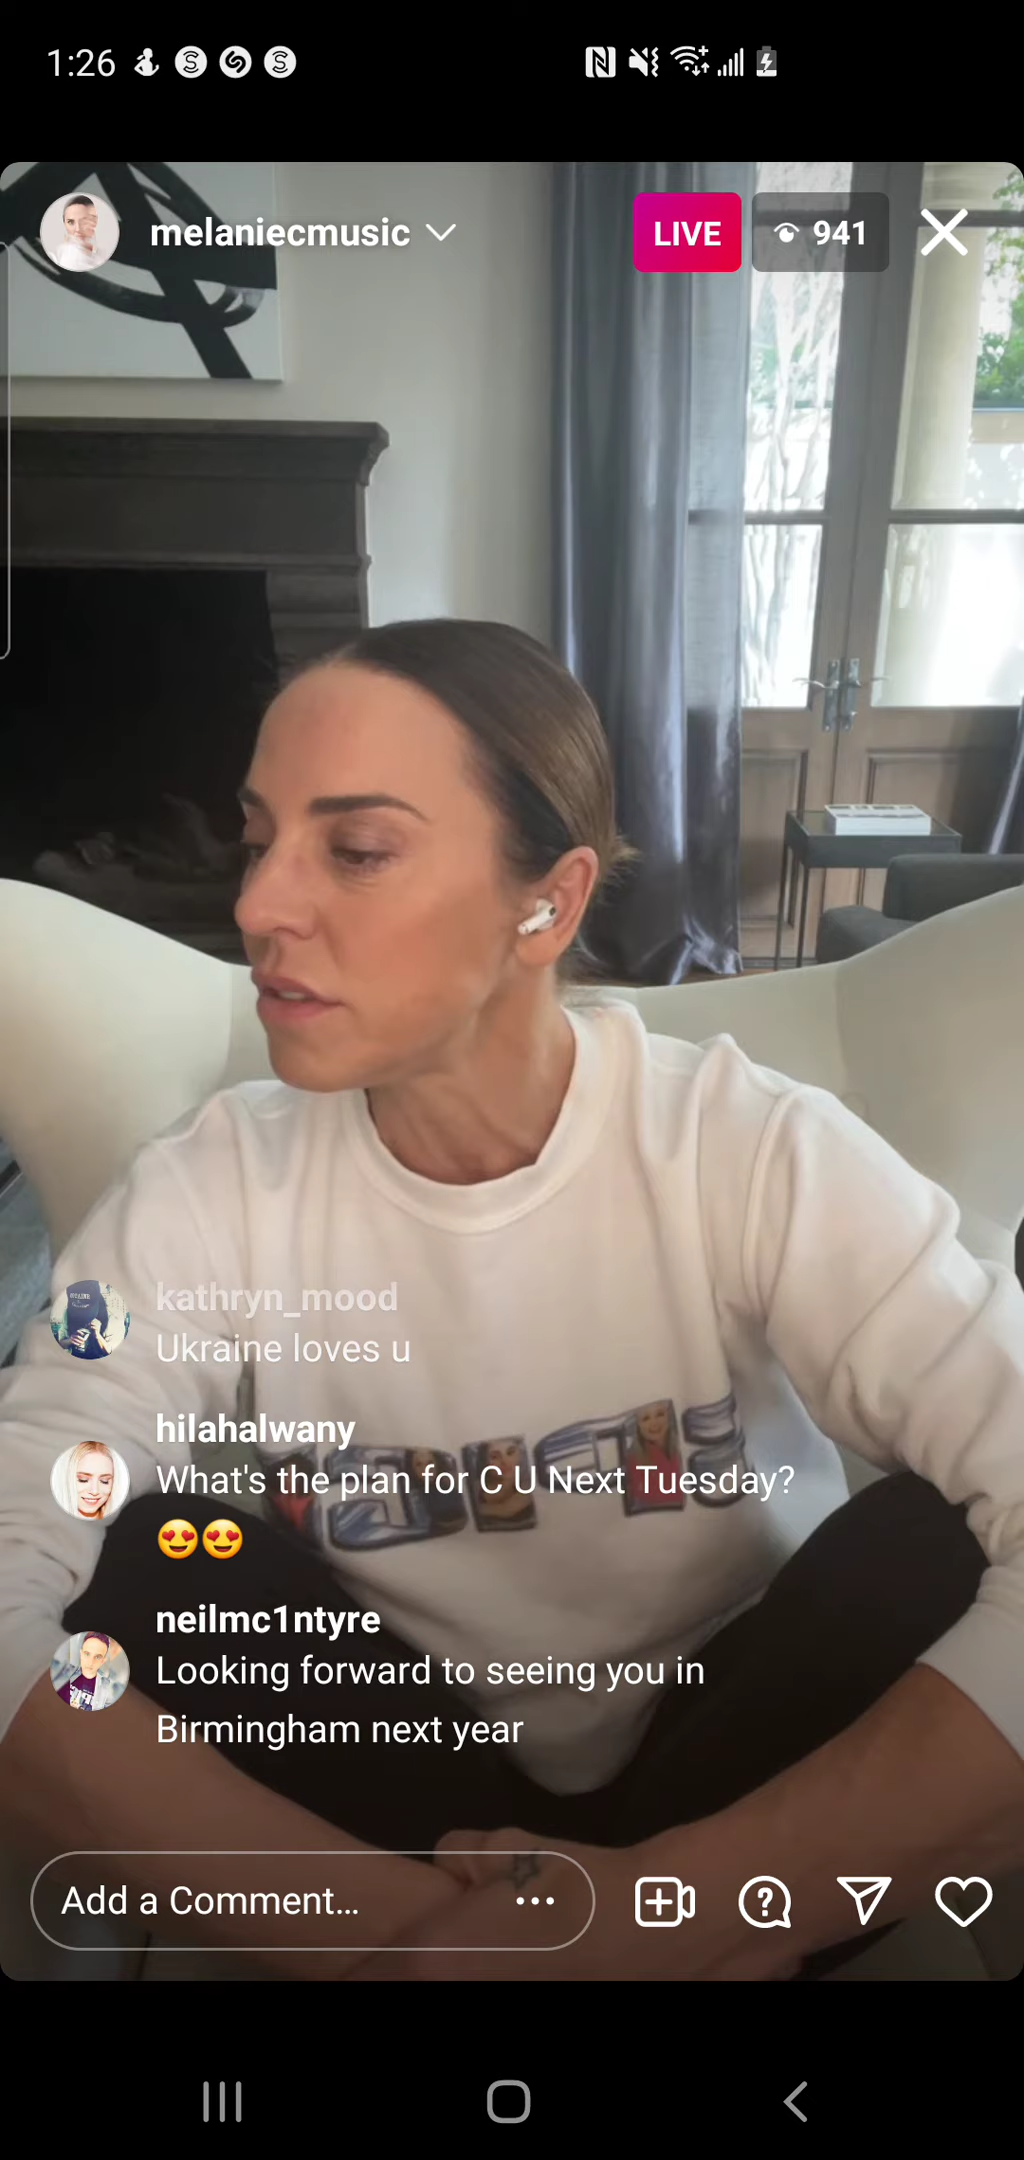 1:26
melaniecmusic
LIVE
941
kathryn_mood
Ukraine loves u
hilahalwany
What's the plan for C U Next Tuesday?
😍😍
neilmc1ntyre
Looking forward to seeing you in
Birmingham next year
Add a Comment...